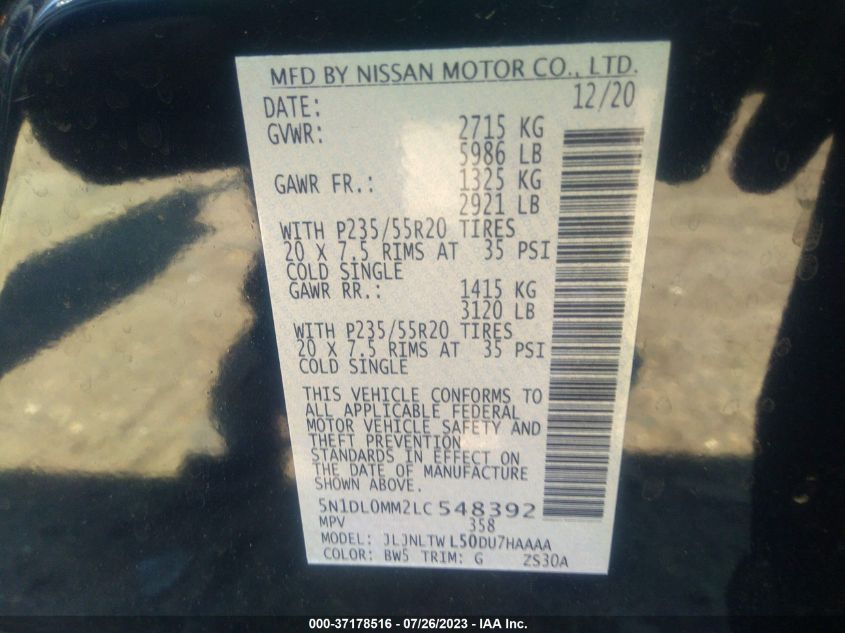 MFD BY NISSAN MOTOR CO., LTD.
DATE: 12/20
GVWR: 2715 KG
5986 LB
GAWR FR.: 1325 KG
2921 LB
WITH P235/55R20 TIRES
20 X 7.5 RIMS AT 35 PSI
COLD SINGLE
GAWR RR.: 1415 KG
3120 LB
WITH P235/55R20 TIRES
20 X 7.5 RIMS AT 35 PSI
COLD SINGLE
THIS VEHICLE CONFORMS TO
ALL APPLICABLE FEDERAL
MOTOR VEHICLE SAFETY AND
THEFT PREVENTION
STANDARDS IN EFFECT ON
THE DATE OF MANUFACTURE
SHOWN ABOVE.
5N1DL0MM2LC548392
MPV 358
MODEL: JLJNLTWL50DU7HAAAA
COLOR: BW5 TRIM: G ZS30A
000-37178516 - 07/26/2023 - IAA Inc.